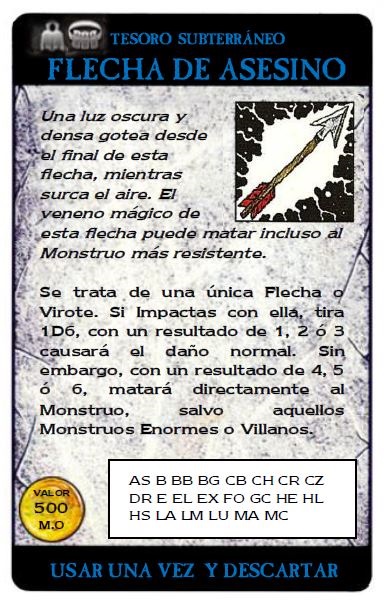 TESORO SUBTERRÁNEO
FLECHA DE ASESINO
Una luz oscura y
densa gotea desde
el final de esta
flecha, mientras
surca el aire. El
veneno mágico de
esta flecha puede matar incluso al
Monstruo más resistente.
Se trata de una única Flecha o
Virote. Si Impactas con ella, tira
1D6, con un resultado de 1, 2 ó 3
causará el daño normal. Sin
embargo, con un resultado de 4, 5
ó 6, matará directamente al
Monstruo, salvo aquellos
Monstruos Enormes o Villanos.
VALOR
500
M.O
AS B BB BG CB CH CR CZ
DR E EL EX FO GC HE HL
HS LA LM LU MA MC
USAR UNA VEZ Y DESCARTAR